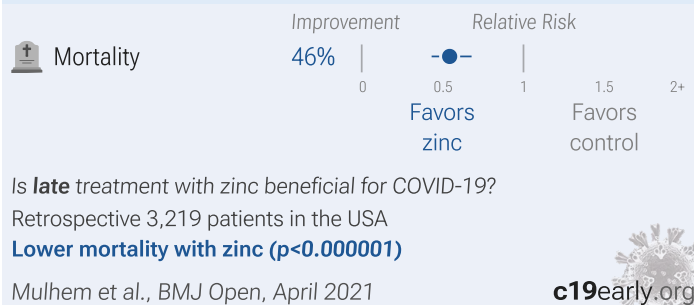 Improvement Relative Risk
Mortality 46%
0 0.5 1 1.5 2+
Favors Favors
zinc control
Is late treatment with zinc beneficial for COVID-19?
Retrospective 3,219 patients in the USA
Lower mortality with zinc (p<0.000001)
Mulhem et al., BMJ Open, April 2021 c19early.org